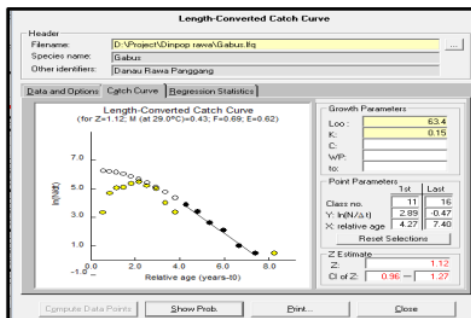 Length-Converted Catch Curve
Header
Filename: D:\Project\Dinpop rawa\Gabus.lfq ...
Species name: Gabus
Other identifiers: Danau Rawa Panggang
Data and Options Catch Curve Regression Statistics
Length-Converted Catch Curve
(for Z=1.12; M (at 29.0°C)=0.43; F=0.69; E=0.62)
ln(N/dt)
7.0
5.0
3.0
1.0
-1.0
0.0 2.0 4.0 6.0 8.0
Relative age (years-t0)
Growth Parameters
Loo: 63.4
K: 0.15
C:
WP:
to:
Point Parameters
1st Last
Class no. 11 16
Y: ln(N/Δt) 2.89 -0.47
X: relative age 4.27 7.40
Reset Selections
Z Estimate
Z: 1.12
CI of Z: 0.96 — 1.27
Compute Data Points Show Prob. Print... Close